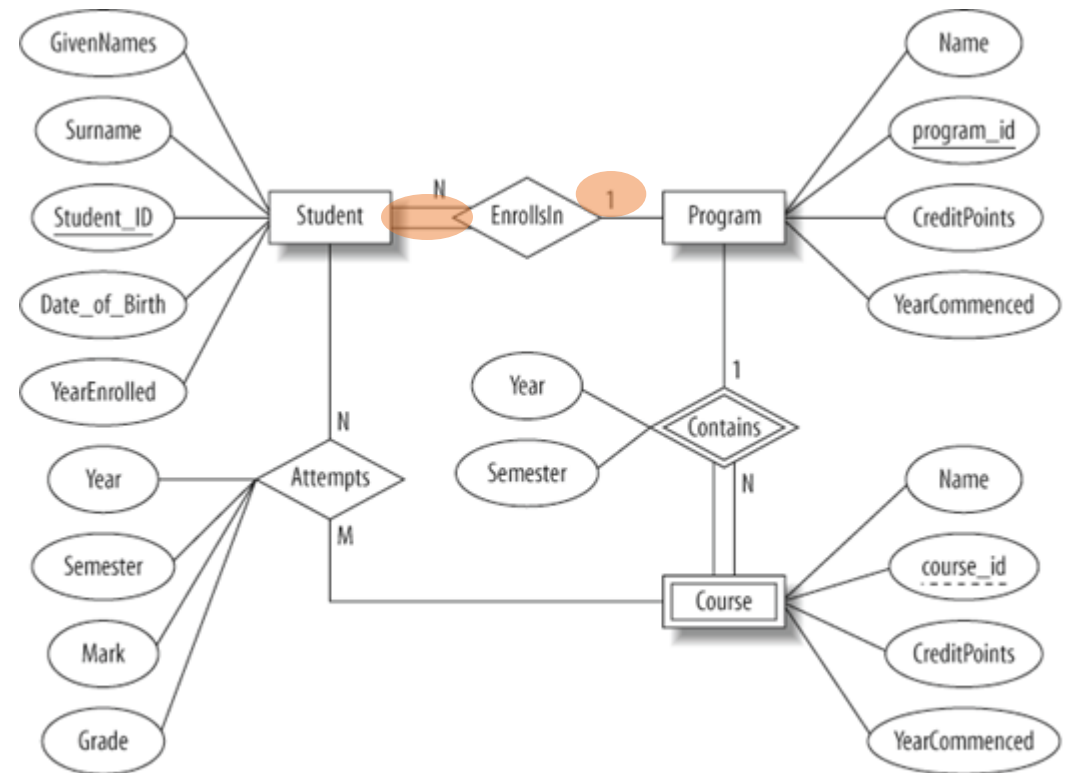 GivenNames
Surname
Student_ID
Date_of_Birth
YearEnrolled
Student
N
EnrollsIn
1
Program
Name
program_id
CreditPoints
YearCommenced
N
Attempts
M
Year
Semester
Mark
Grade
Year
Semester
1
Contains
N
Course
Name
course_id
CreditPoints
YearCommenced